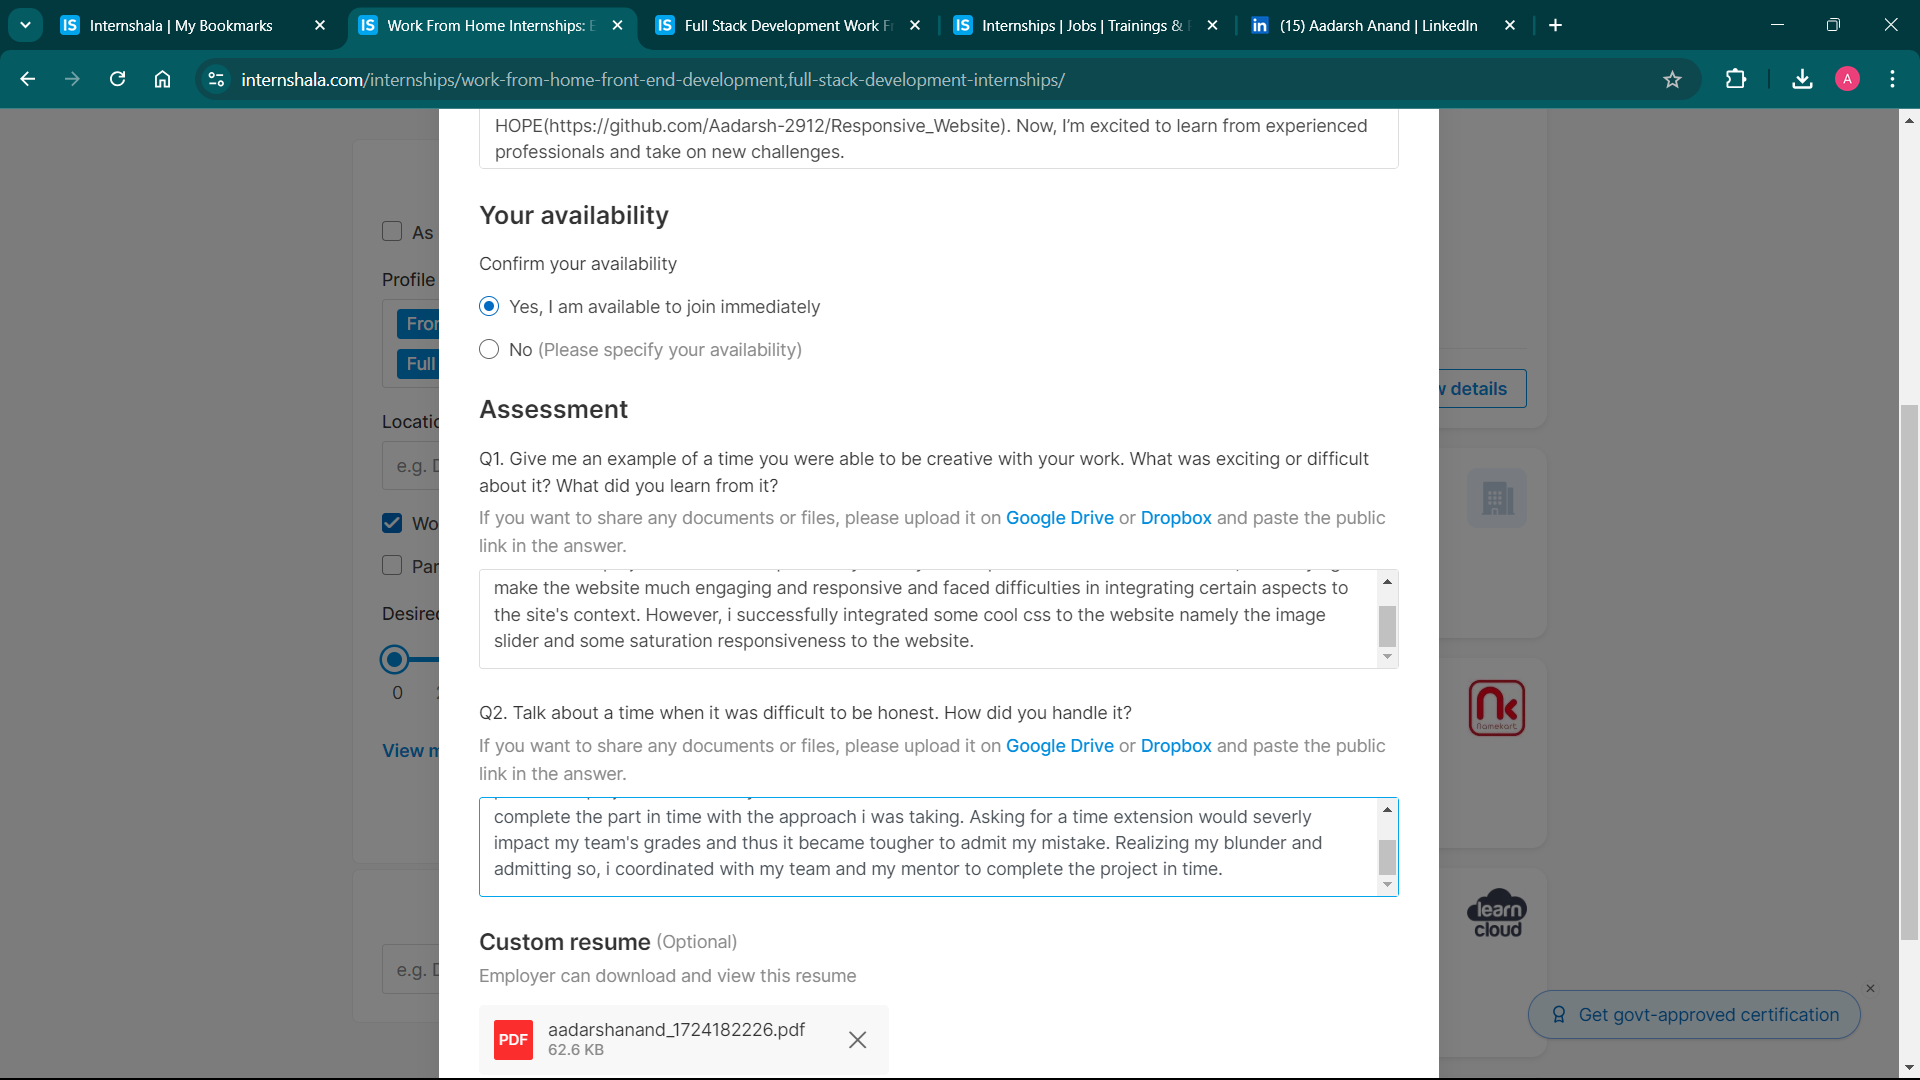 Internshala | My Bookmarks
Work From Home Internships: E
Full Stack Development Work F
Internships | Jobs | Trainings &
(15) Aadarsh Anand | LinkedIn
internshala.com/internships/work-from-home-front-end-development,full-stack-development-internships/
A
HOPE(https://github.com/Aadarsh-2912/Responsive_Website). Now, I'm excited to learn from experienced
professionals and take on new challenges.
Your availability
Confirm your availability
Yes, I am available to join immediately
No (Please specify your availability)
Assessment
Q1. Give me an example of a time you were able to be creative with your work. What was exciting or difficult
about it? What did you learn from it?
If you want to share any documents or files, please upload it on Google Drive or Dropbox and paste the public
link in the answer.
make the website much engaging and responsive and faced difficulties in integrating certain aspects to
the site's context. However, i successfully integrated some cool css to the website namely the image
slider and some saturation responsiveness to the website.
Q2. Talk about a time when it was difficult to be honest. How did you handle it?
If you want to share any documents or files, please upload it on Google Drive or Dropbox and paste the public
link in the answer.
complete the part in time with the approach i was taking. Asking for a time extension would severly
impact my team's grades and thus it became tougher to admit my mistake. Realizing my blunder and
admitting so, i coordinated with my team and my mentor to complete the project in time.
Custom resume (Optional)
Employer can download and view this resume
PDF
aadarshanand_1724182226.pdf
62.6 KB
As
Profile
Fron
Full
Locatio
e.g. D
Wo
Par
Desired
0
View m
e.g. D
w details
namekart
learn
cloud
Get govt-approved certification